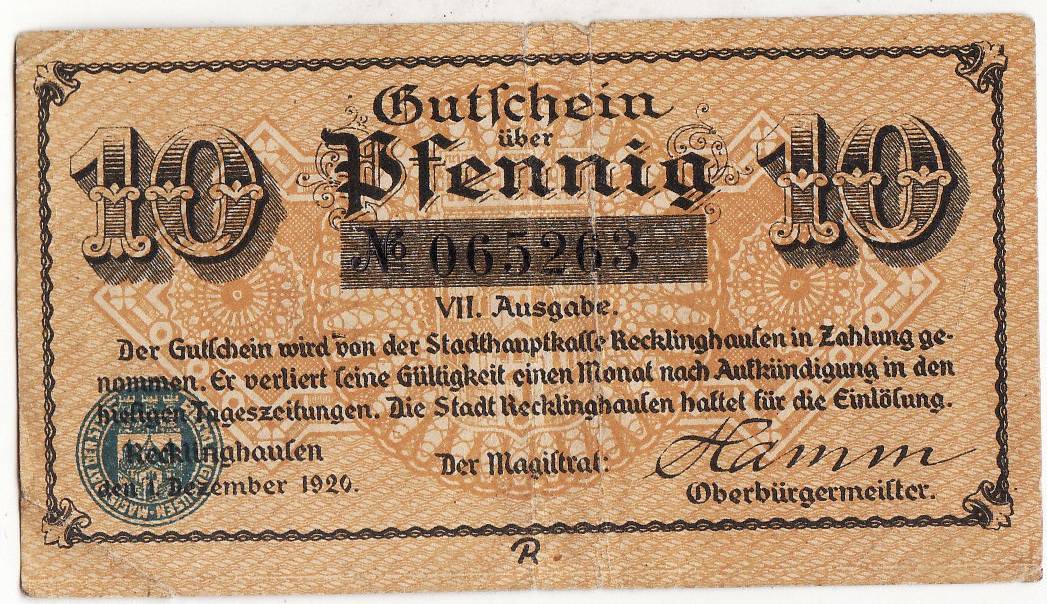 Gutſchein
über
10 Pfennig 10
№ 065263
VII. Ausgabe.
Der Gutſchein wird von der Stadthauptkaſſe Recklinghauſen in Zahlung ge-
nommen. Er verliert ſeine Gültigkeit einen Monat nach Aufkündigung in den
hieſigen Tageszeitungen. Die Stadt Recklinghauſen haftet für die Einlöſung.
Recklinghauſen
den 1. Dezember 1920.
Der Magiſtrat:
Hamm
Oberbürgermeiſter.
R